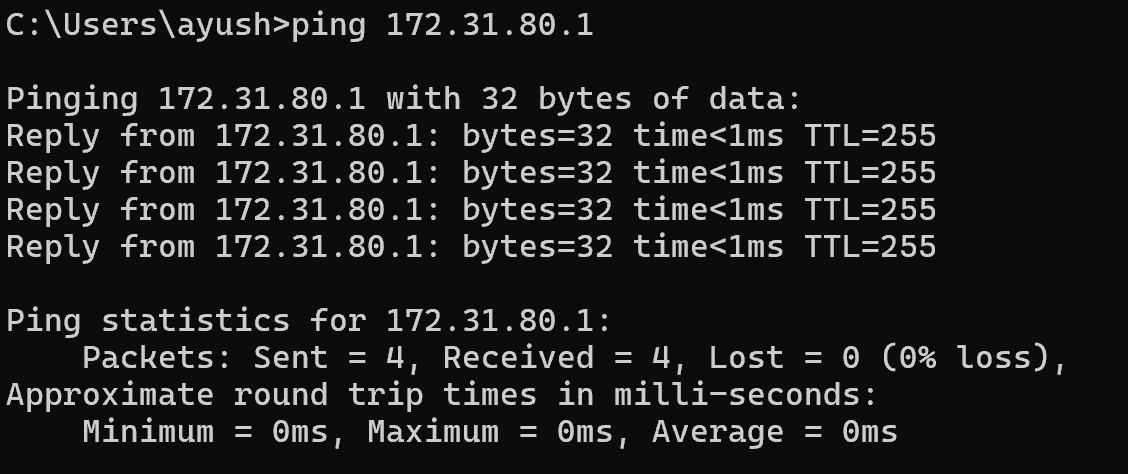 C:\Users\ayush>ping 172.31.80.1
Pinging 172.31.80.1 with 32 bytes of data:
Reply from 172.31.80.1: bytes=32 time<1ms TTL=255
Reply from 172.31.80.1: bytes=32 time<1ms TTL=255
Reply from 172.31.80.1: bytes=32 time<1ms TTL=255
Reply from 172.31.80.1: bytes=32 time<1ms TTL=255
Ping statistics for 172.31.80.1:
    Packets: Sent = 4, Received = 4, Lost = 0 (0% loss),
Approximate round trip times in milli-seconds:
    Minimum = 0ms, Maximum = 0ms, Average = 0ms